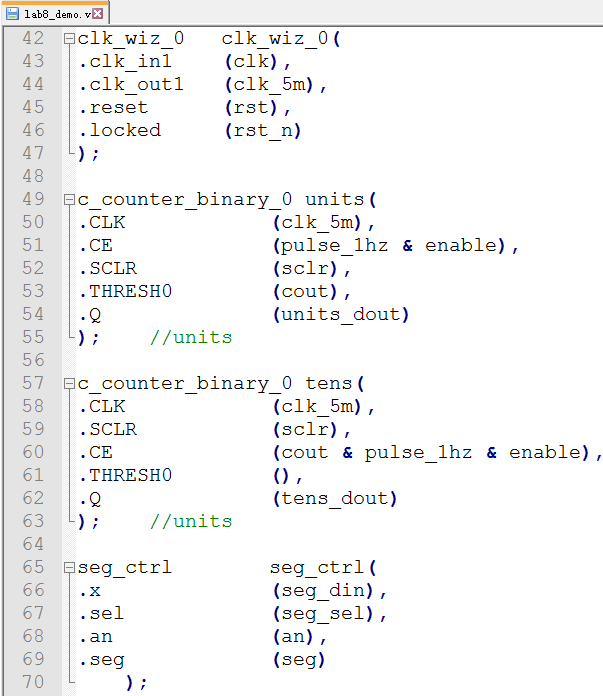 lab8_demo.v
42 clk_wiz_0   clk_wiz_0(
43 .clk_in1    (clk),
44 .clk_out1   (clk_5m),
45 .reset      (rst),
46 .locked     (rst_n)
47 );
48
49 c_counter_binary_0 units(
50 .CLK            (clk_5m),
51 .CE             (pulse_1hz & enable),
52 .SCLR           (sclr),
53 .THRESH0        (cout),
54 .Q              (units_dout)
55 );    //units
56
57 c_counter_binary_0 tens(
58 .CLK            (clk_5m),
59 .SCLR           (sclr),
60 .CE             (cout & pulse_1hz & enable),
61 .THRESH0        (),
62 .Q              (tens_dout)
63 );    //units
64
65 seg_ctrl        seg_ctrl(
66 .x              (seg_din),
67 .sel            (seg_sel),
68 .an             (an),
69 .seg            (seg)
70     );